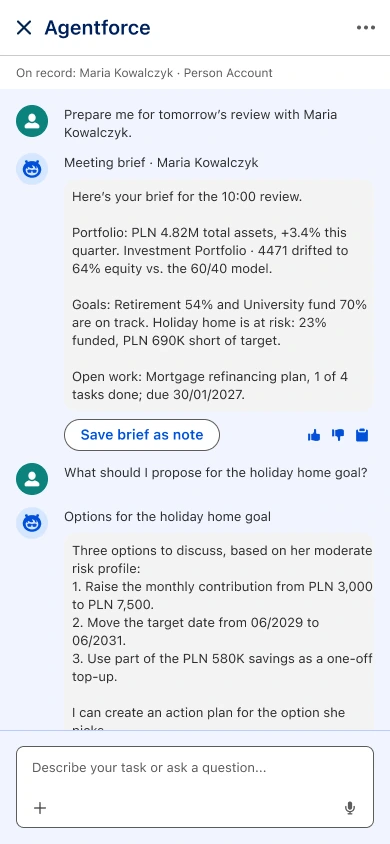 Agentforce
On record: Maria Kowalczyk · Person Account
Prepare me for tomorrow's review with Maria
Kowalczyk.
Meeting brief · Maria Kowalczyk
Here's your brief for the 10:00 review.
Portfolio: PLN 4.82M total assets, +3.4% this
quarter. Investment Portfolio · 4471 drifted to
64% equity vs. the 60/40 model.
Goals: Retirement 54% and University fund 70%
are on track. Holiday home is at risk: 23%
funded, PLN 690K short of target.
Open work: Mortgage refinancing plan, 1 of 4
tasks done; due 30/01/2027.
Save brief as note
What should I propose for the holiday home goal?
Options for the holiday home goal
Three options to discuss, based on her moderate
risk profile:
1. Raise the monthly contribution from PLN 3,000
to PLN 7,500.
2. Move the target date from 06/2029 to
06/2031.
3. Use part of the PLN 580K savings as a one-off
top-up.
I can create an action plan for the option she
picks.
Describe your task or ask a question...